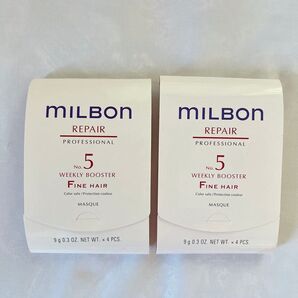 MILBON
REPAIR
PROFESSIONAL
No. 5
WEEKLY BOOSTER
FINE HAIR
Color safe / Protective couleur
MASQUE
9 g 0.3 OZ. NET WT. × 4 PCS.
MILBON
REPAIR
PROFESSIONAL
No. 5
WEEKLY BOOSTER
FINE HAIR
Color safe / Protective couleur
MASQUE
9 g 0.3 OZ. NET WT. × 4 PCS.